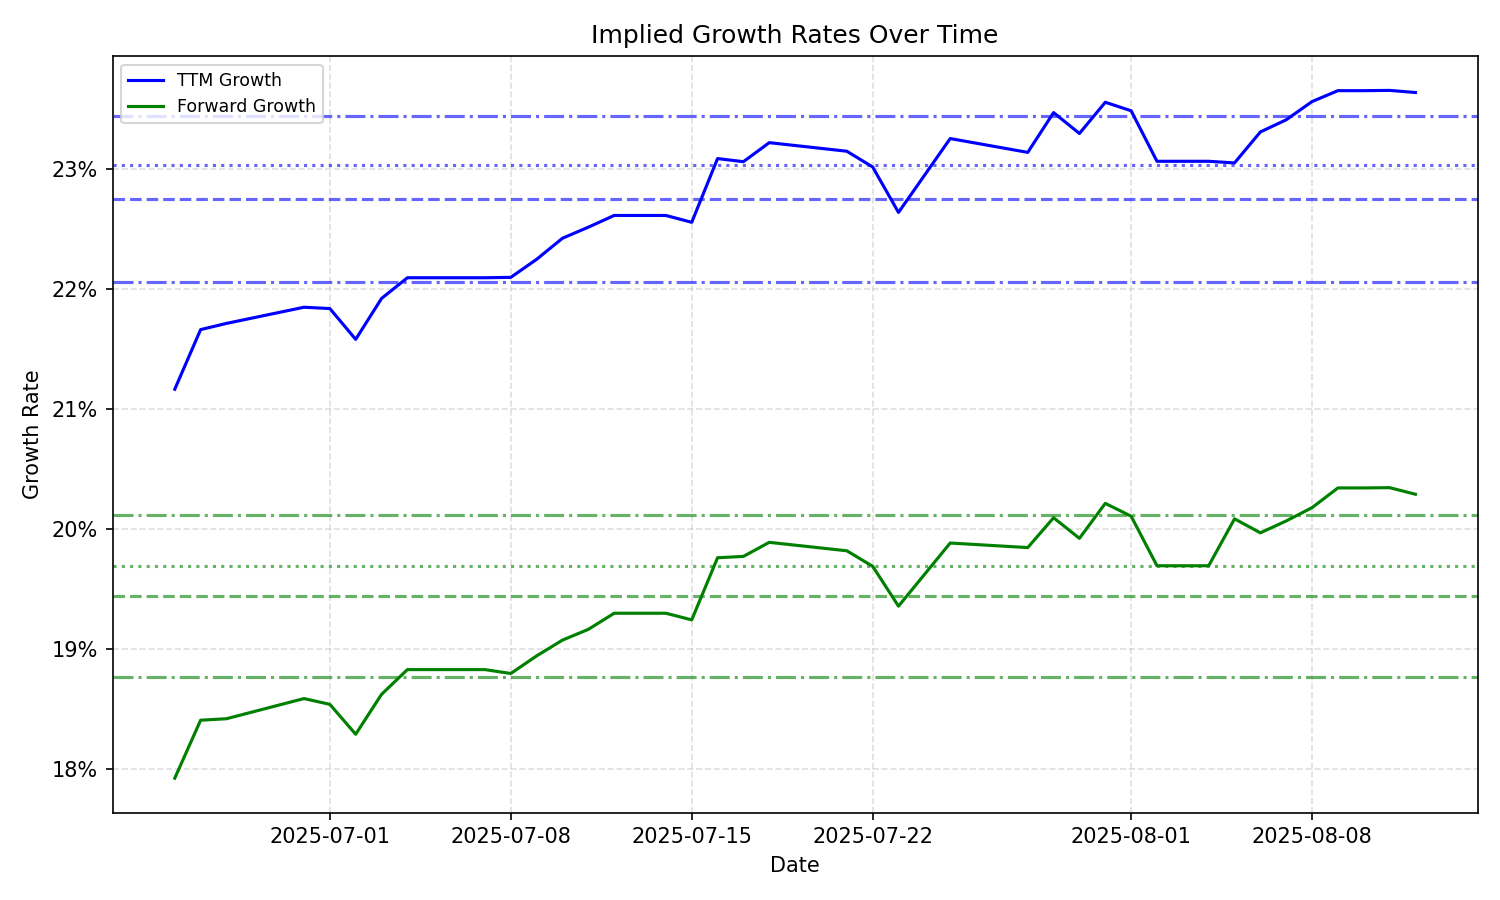 Implied Growth Rates Over Time
TTM Growth
Forward Growth
23%
22%
21%
20%
19%
18%
Growth Rate
2025-07-01
2025-07-08
2025-07-15
2025-07-22
2025-08-01
2025-08-08
Date